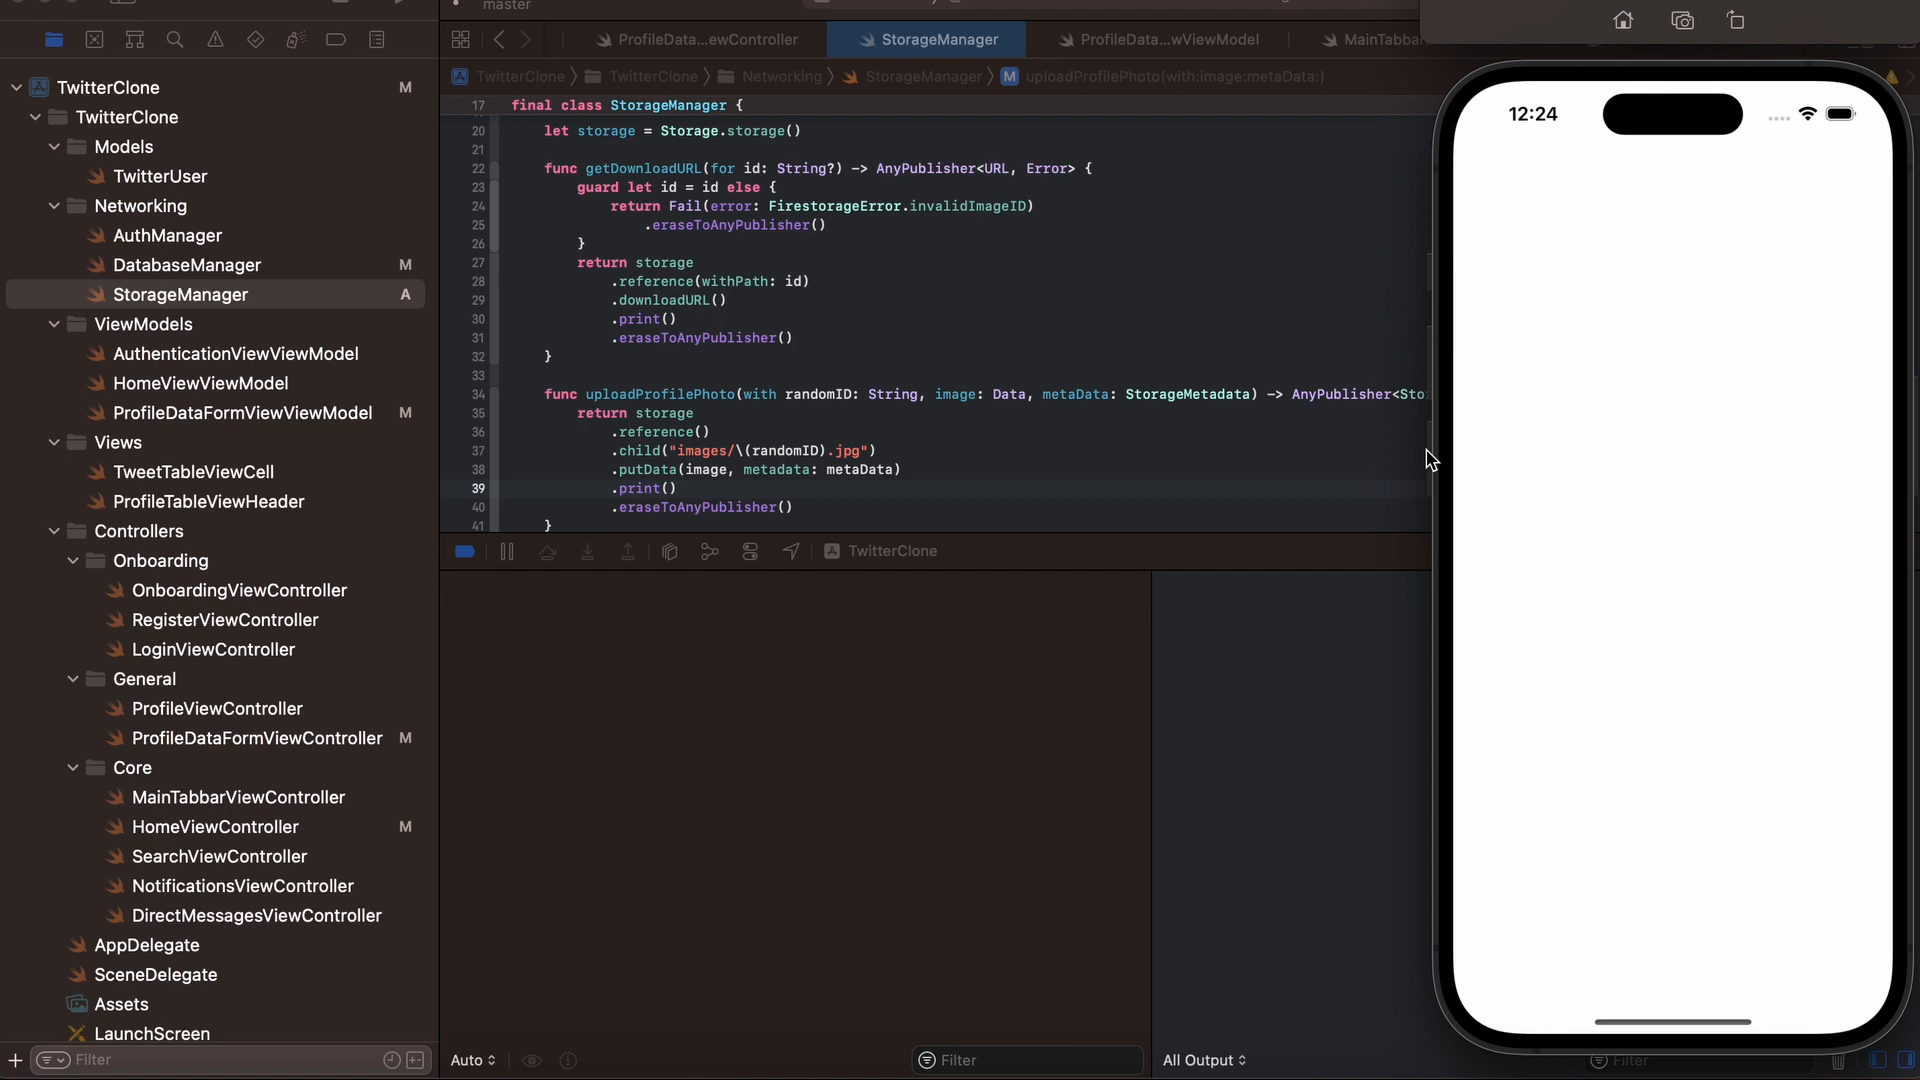 master
TwitterClone M
TwitterClone
Models
TwitterUser
Networking
AuthManager
DatabaseManager M
StorageManager A
ViewModels
AuthenticationViewViewModel
HomeViewViewModel
ProfileDataFormViewViewModel M
Views
TweetTableViewCell
ProfileTableViewHeader
Controllers
Onboarding
OnboardingViewController
RegisterViewController
LoginViewController
General
ProfileViewController
ProfileDataFormViewController M
Core
MainTabbarViewController
HomeViewController M
SearchViewController
NotificationsViewController
DirectMessagesViewController
AppDelegate
SceneDelegate
Assets
LaunchScreen
Filter
ProfileData...ewController StorageManager ProfileData...wViewModel MainTabba
TwitterClone TwitterClone Networking StorageManager M uploadProfilePhoto(with:image:metaData:)
17 final class StorageManager {
20 let storage = Storage.storage()
21
22 func getDownloadURL(for id: String?) -> AnyPublisher<URL, Error> {
23 guard let id = id else {
24 return Fail(error: FirestorageError.invalidImageID)
25 .eraseToAnyPublisher()
26 }
27 return storage
28 .reference(withPath: id)
29 .downloadURL()
30 .print()
31 .eraseToAnyPublisher()
32 }
33
34 func uploadProfilePhoto(with randomID: String, image: Data, metaData: StorageMetadata) -> AnyPublisher<Sto
35 return storage
36 .reference()
37 .child("images/\(randomID).jpg")
38 .putData(image, metadata: metaData)
39 .print()
40 .eraseToAnyPublisher()
41 }
TwitterClone
Auto Filter All Output Filter
12:24